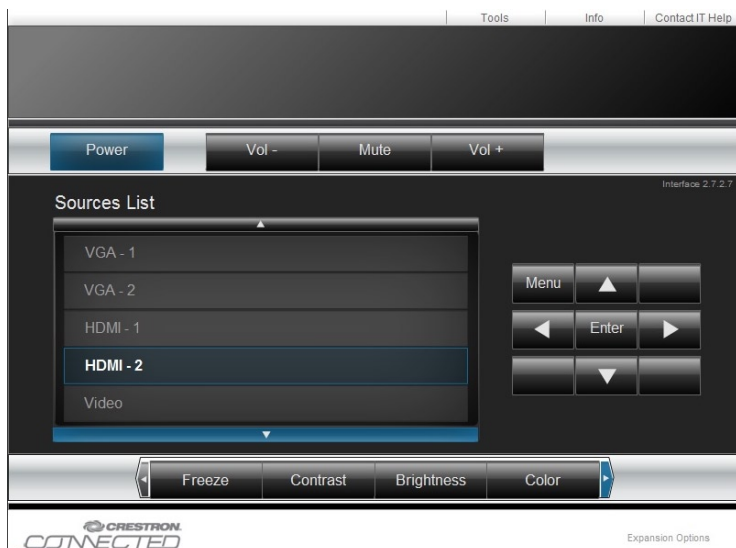 Tools Info Contact IT Help
Power Vol - Mute Vol +
Interface 2.7.2.7
Sources List
VGA - 1
VGA - 2
HDMI - 1
HDMI - 2
Video
Menu
Enter
Freeze Contrast Brightness Color
CRESTRON
CONNECTED
Expansion Options